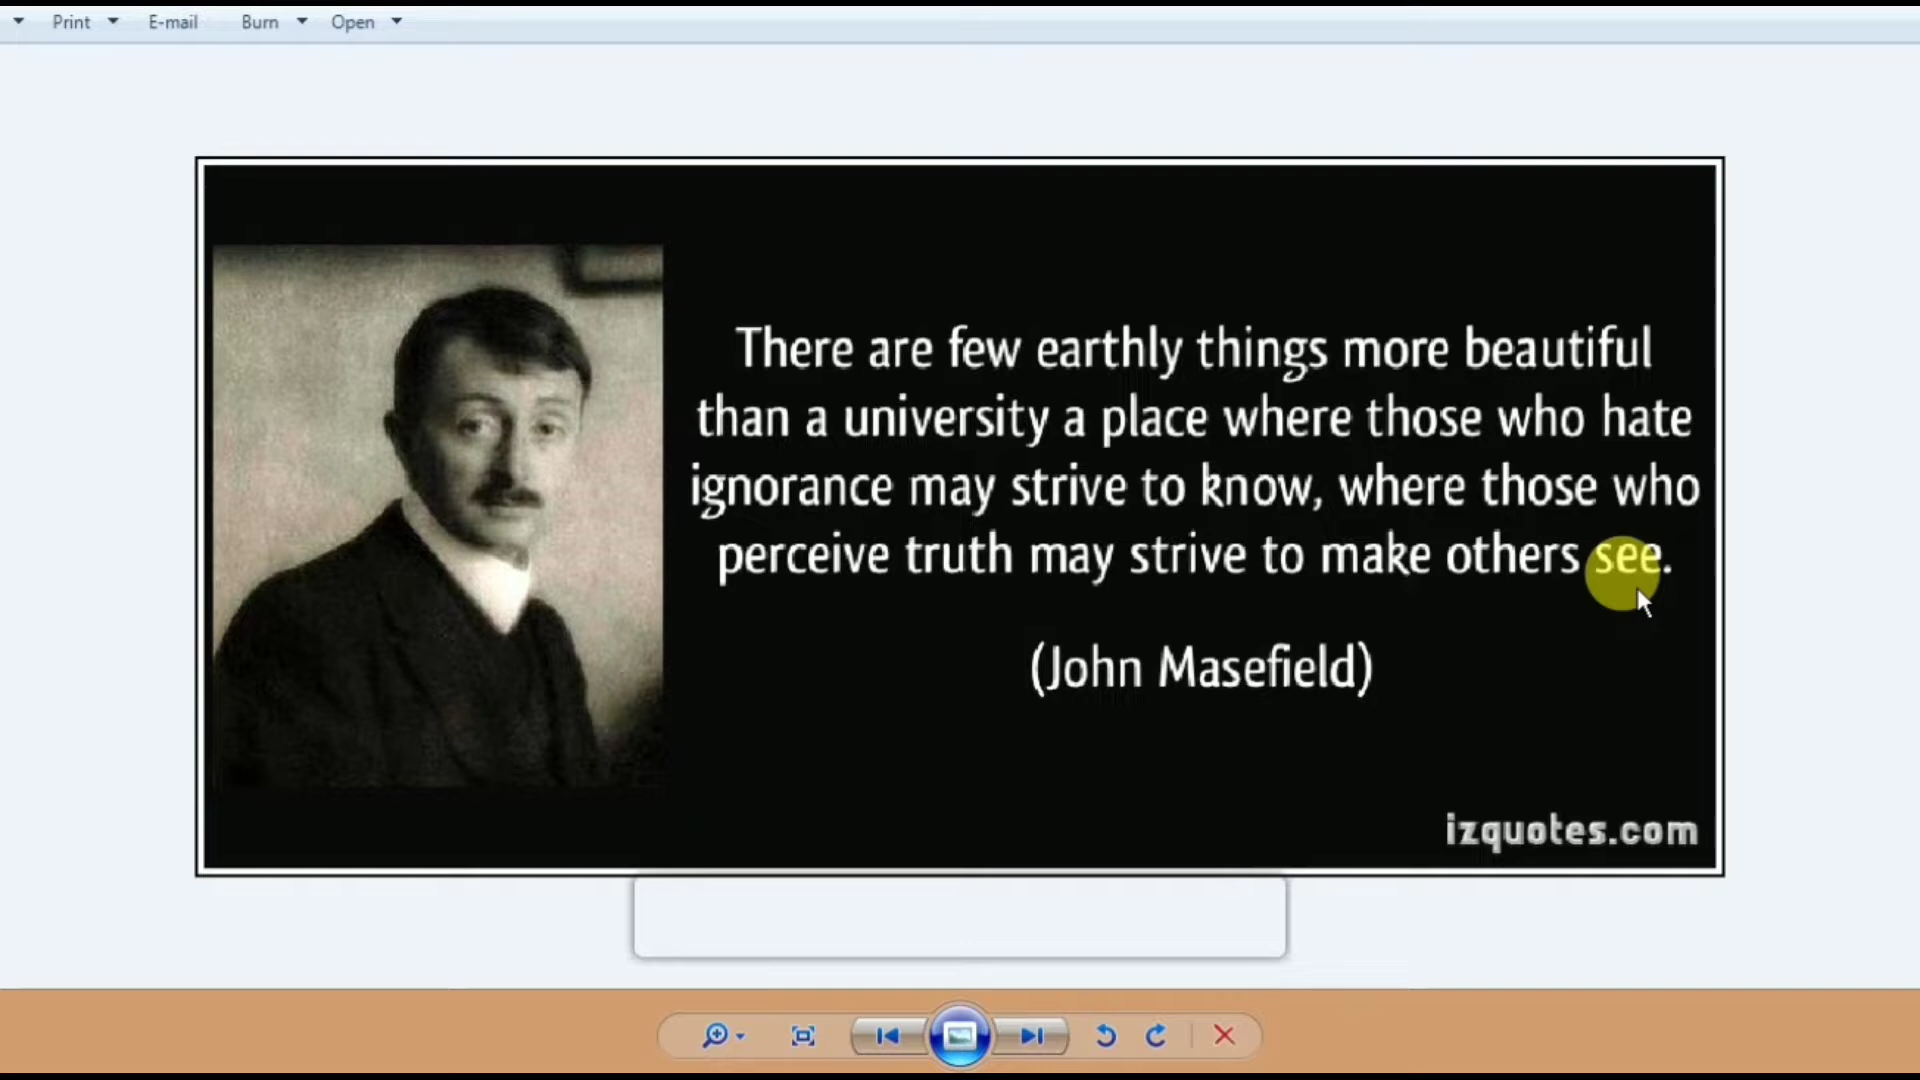 Print
E-mail
Burn
Open
There are few earthly things more beautiful
than a university a place where those who hate
ignorance may strive to know, where those who
perceive truth may strive to make others see.
(John Masefield)
izquotes.com